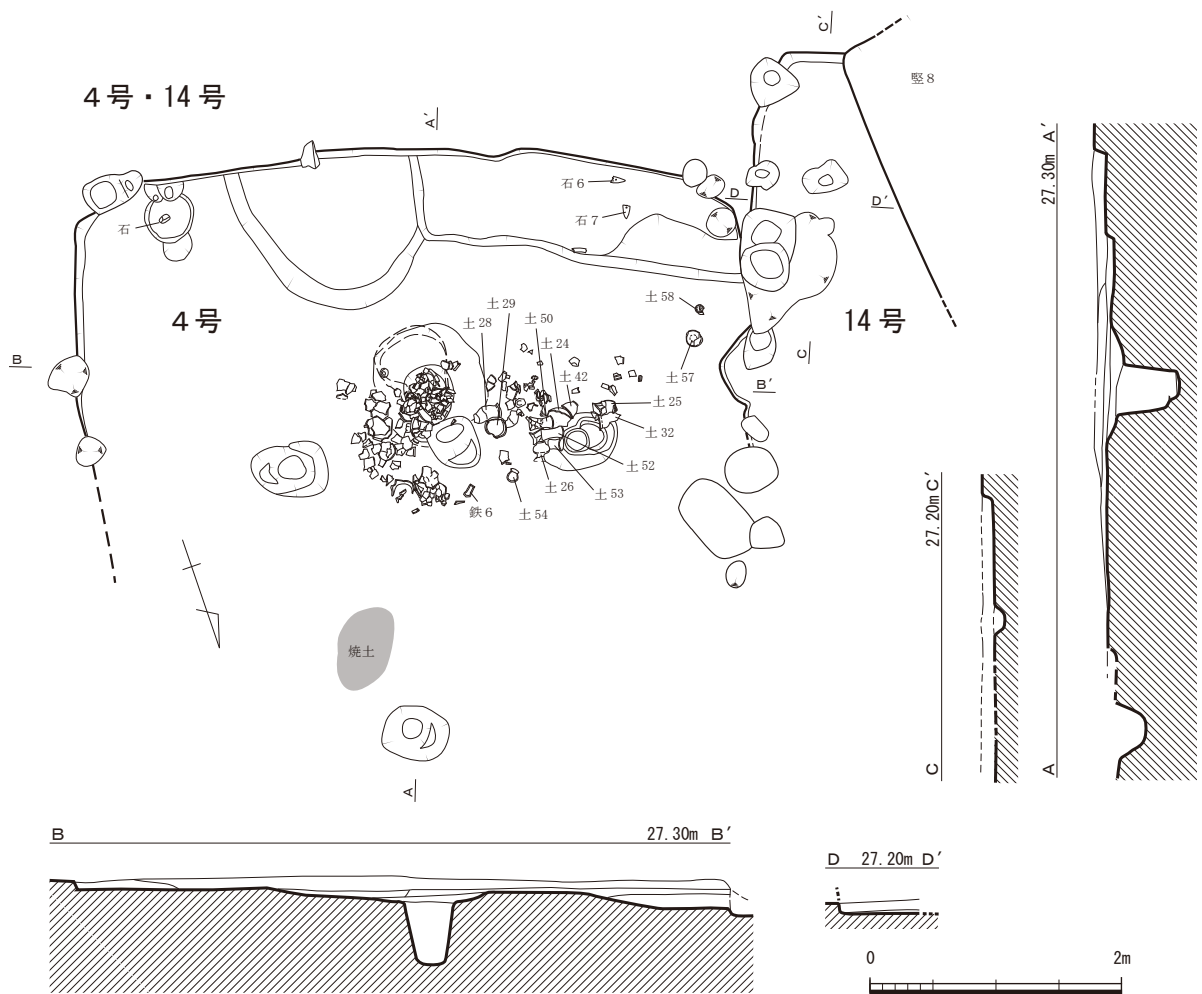 4号・14号
C′
竪8
A′
石6
石7
D
D′
石
4号
土29
土28
土50
土24
土42
土58
14号
C
土57
B′
B
土25
土32
土52
土53
土26
土54
鉄6
焼土
A
27.30m A′
A
27.20m C′
C
B 27.30m B′
D 27.20m D′
0 2m